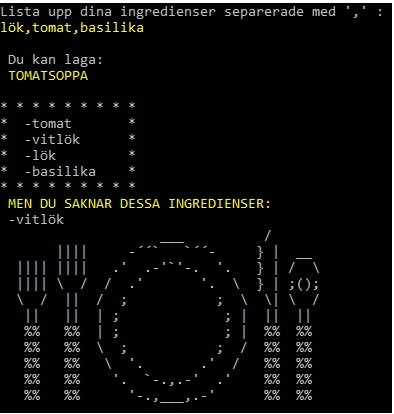 Lista upp dina ingredienser separerade med ',' :
lök,tomat,basilika
Du kan laga:
TOMATSOPPA
* * * * * * * * *
*  -tomat       *
*  -vitlök      *
*  -lök         *
*  -basilika    *
* * * * * * * * *
MEN DU SAKNAR DESSA INGREDIENSER:
-vitlök